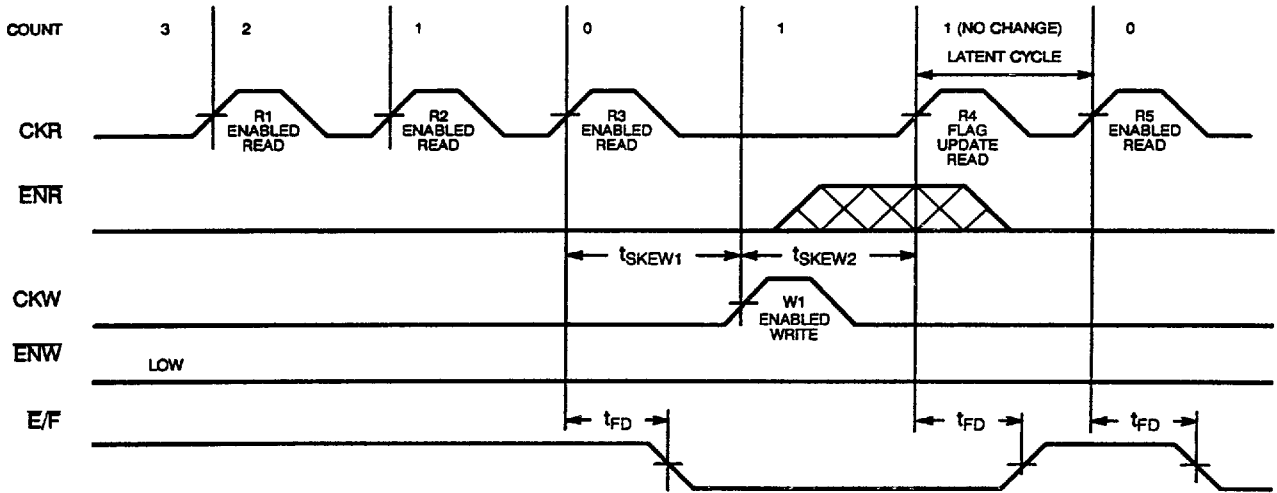 COUNT 3 2 1 0 1 1 (NO CHANGE) 0
LATENT CYCLE
CKR
R1 ENABLED READ
R2 ENABLED READ
R3 ENABLED READ
R4 FLAG UPDATE READ
R5 ENABLED READ
ENR
tSKEW1 tSKEW2
CKW
W1 ENABLED WRITE
ENW LOW
E/F tFD tFD tFD